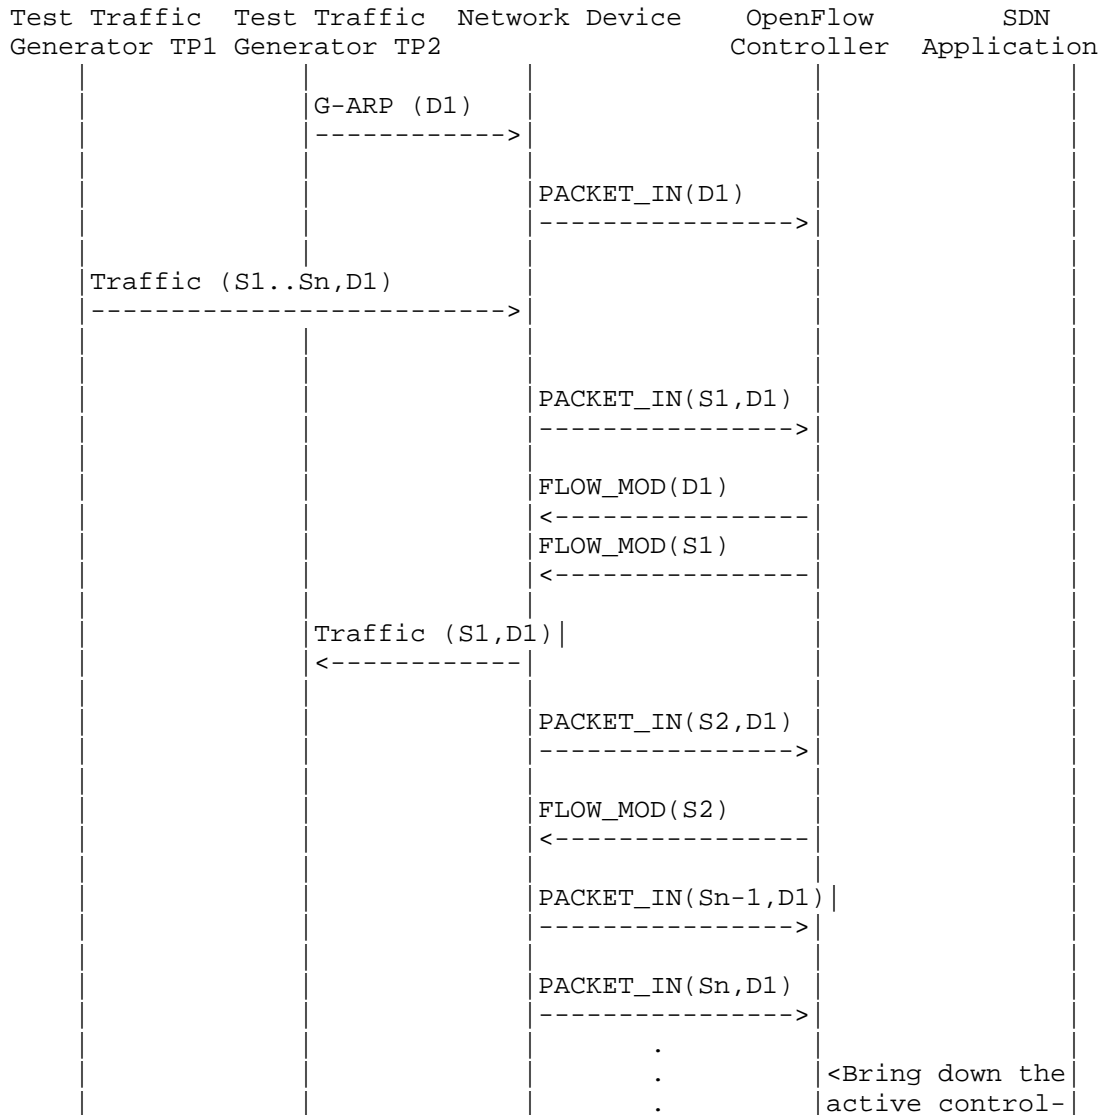 Test Traffic  Test Traffic  Network Device    OpenFlow        SDN
Generator TP1 Generator TP2                  Controller  Application
G-ARP (D1)
------------>
PACKET_IN(D1)
---------------->
Traffic (S1..Sn,D1)
-------------------------->
PACKET_IN(S1,D1)
---------------->
FLOW_MOD(D1)
<----------------
FLOW_MOD(S1)
<----------------
Traffic (S1,D1)|
<------------
PACKET_IN(S2,D1)
---------------->
FLOW_MOD(S2)
<----------------
PACKET_IN(Sn-1,D1)|
---------------->
PACKET_IN(Sn,D1)
---------------->
.
. <Bring down the
. active control-